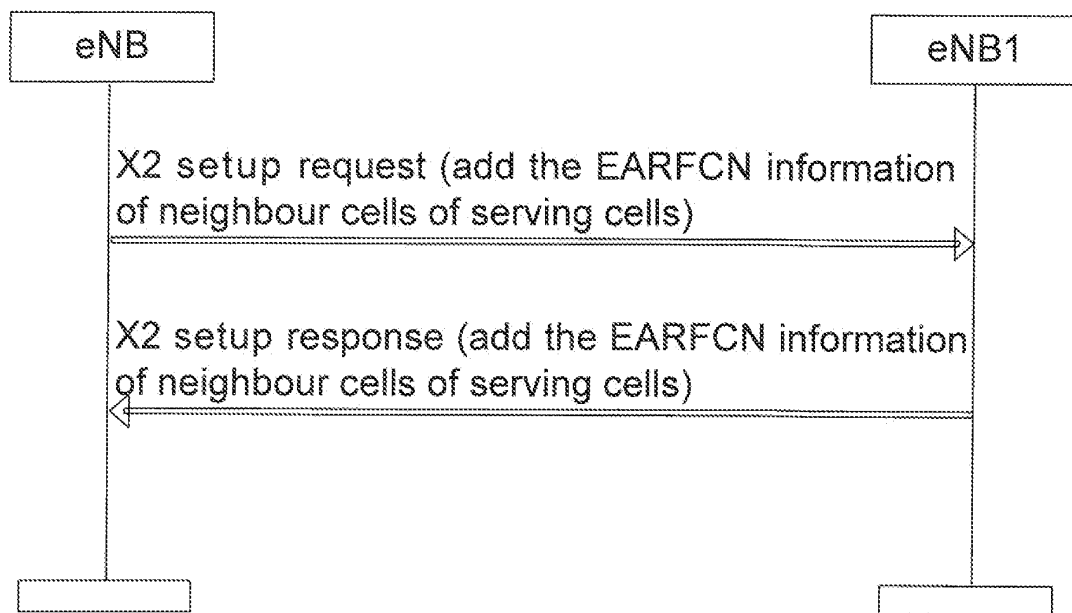 eNB
eNB1
X2 setup request (add the EARFCN information
of neighbour cells of serving cells)
X2 setup response (add the EARFCN information
of neighbour cells of serving cells)